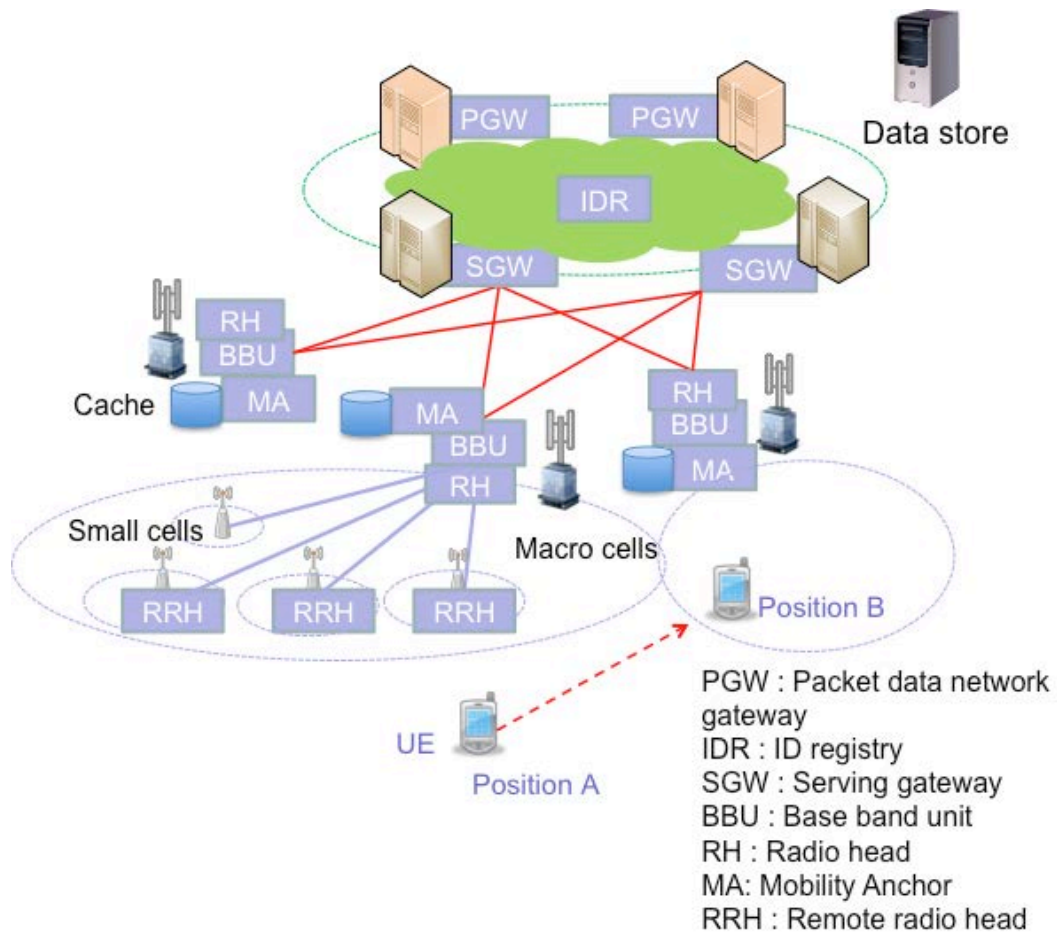 PGW
PGW
Data store
IDR
SGW
SGW
RH
BBU
MA
Cache
MA
BBU
RH
RH
BBU
MA
Small cells
Macro cells
RRH
RRH
RRH
Position B
UE
Position A
PGW : Packet data network
gateway
IDR : ID registry
SGW : Serving gateway
BBU : Base band unit
RH : Radio head
MA: Mobility Anchor
RRH : Remote radio head